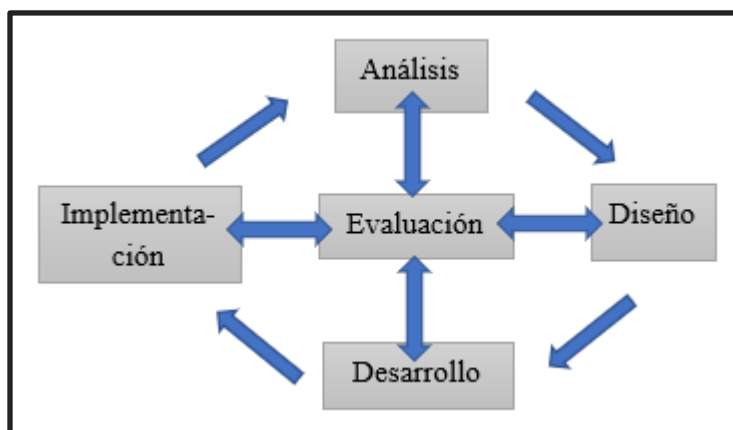 Análisis
Implementa-
ción
Evaluación
Diseño
Desarrollo